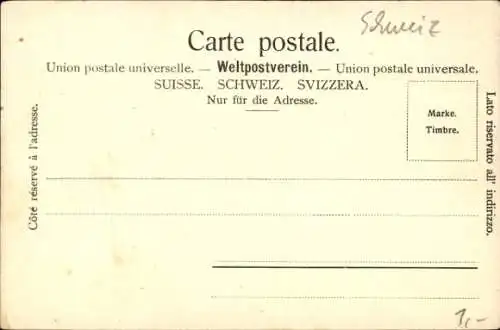 Schweiz
Carte postale.
Union postale universelle. — Weltpostverein. — Union postale universale.
SUISSE. SCHWEIZ. SVIZZERA.
Nur für die Adresse.
Marke.
Timbre.
Côté réservé à l'adresse.
Lato riservato all' indirizzo.
1,-